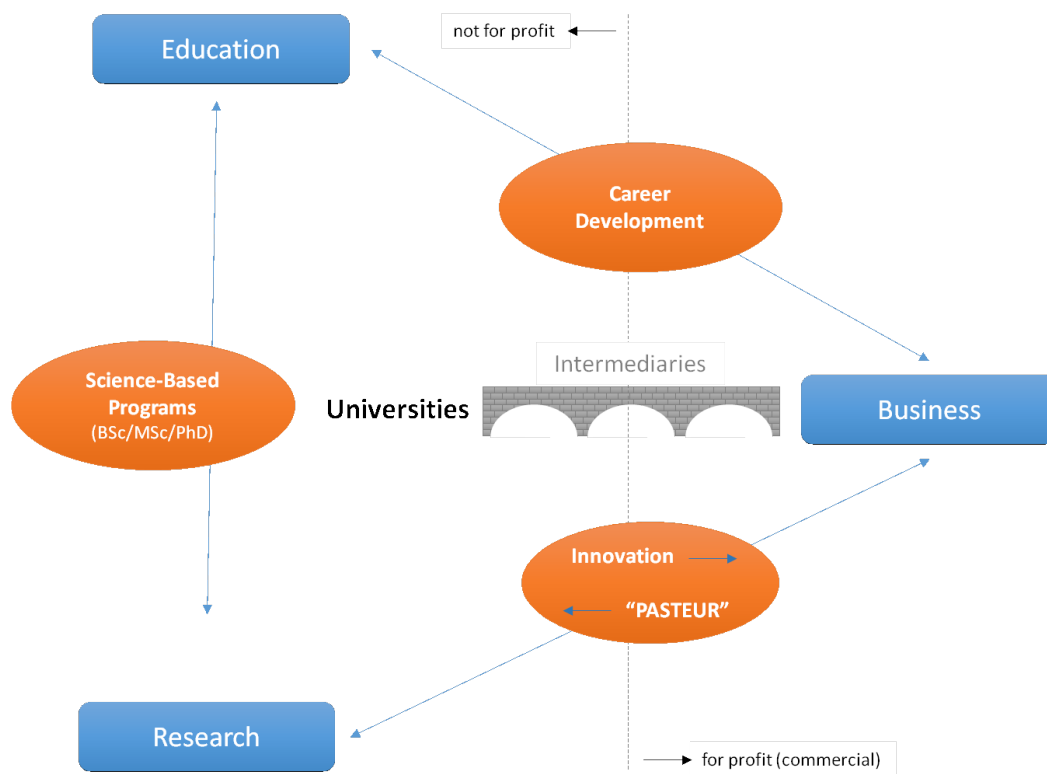 Education
not for profit
Career
Development
Intermediaries
Science-Based
Programs
(BSc/MSc/PhD)
Universities
Business
Innovation
“PASTEUR”
Research
for profit (commercial)